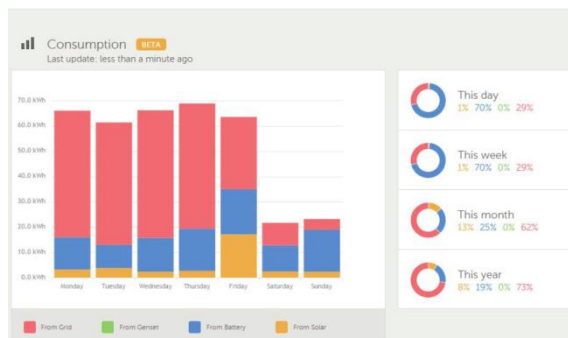 Consumption BETA
Last update: less than a minute ago
70.0 kWh
60.0 kWh
50.0 kWh
40.0 kWh
30.0 kWh
20.0 kWh
10.0 kWh
0.0 kWh
Monday Tuesday Wednesday Thursday Friday Saturday Sunday
From Grid From Genset From Battery From Solar
This day
1% 70% 0% 29%
This week
1% 70% 0% 29%
This month
13% 25% 0% 62%
This year
8% 19% 0% 73%